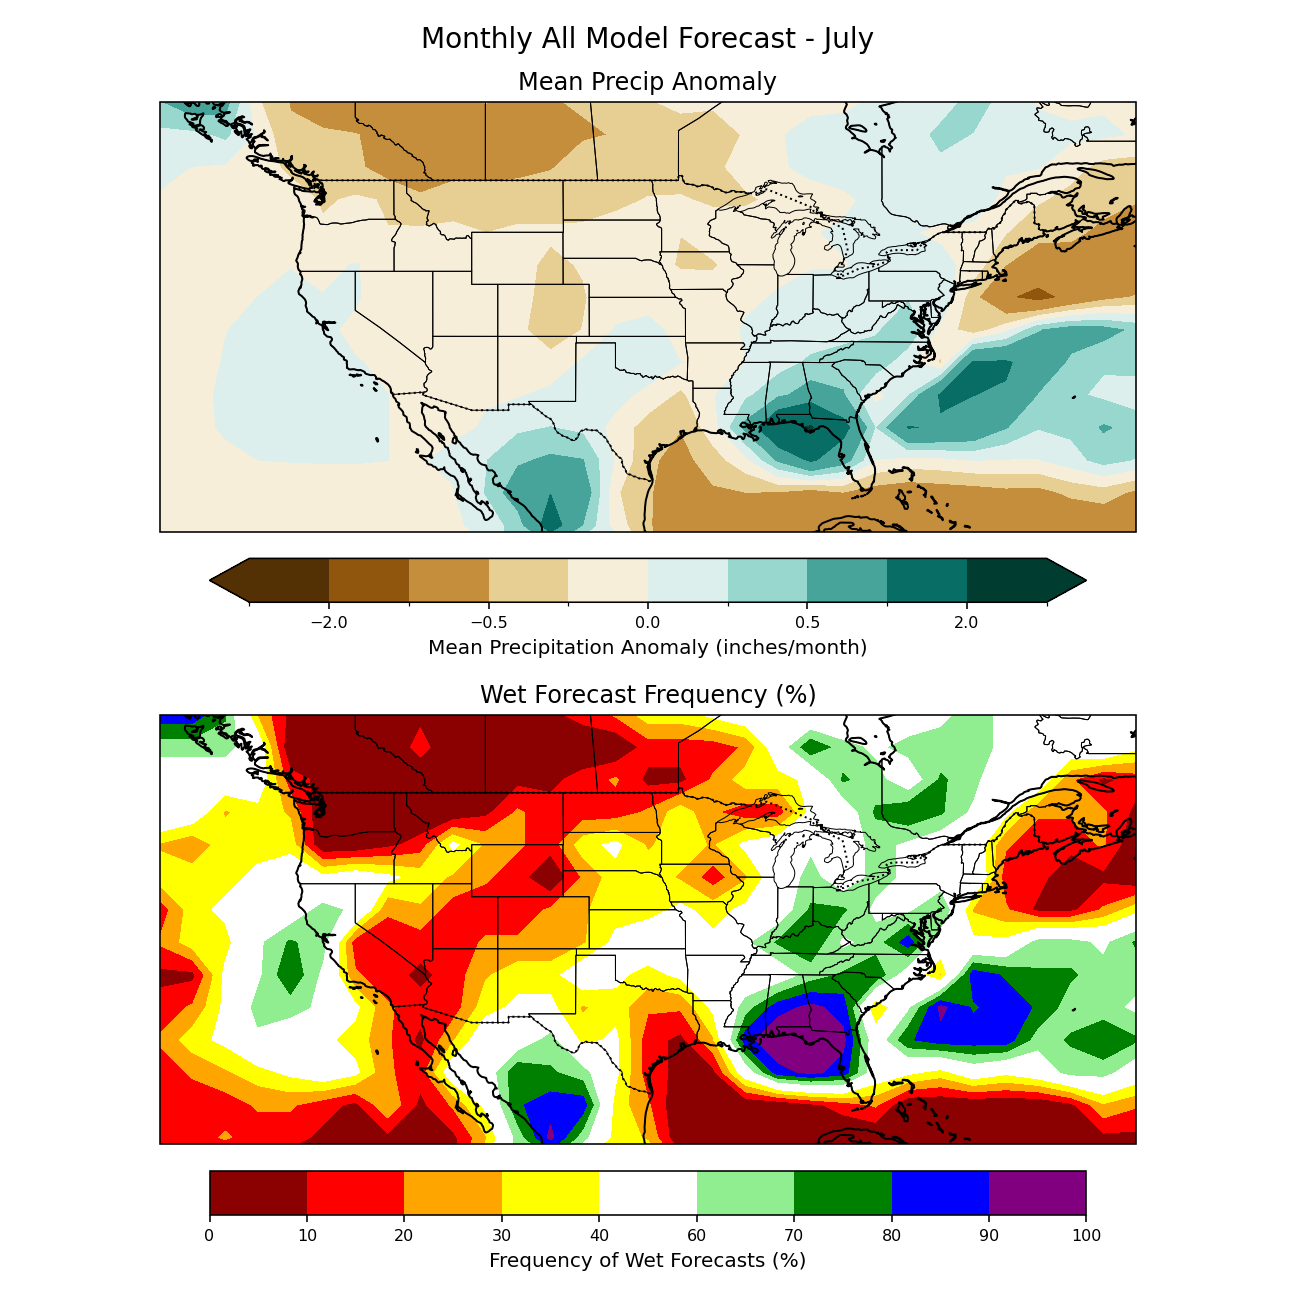 Monthly All Model Forecast - July
Mean Precip Anomaly
−2.0 −0.5 0.0 0.5 2.0
Mean Precipitation Anomaly (inches/month)
Wet Forecast Frequency (%)
0 10 20 30 40 60 70 80 90 100
Frequency of Wet Forecasts (%)